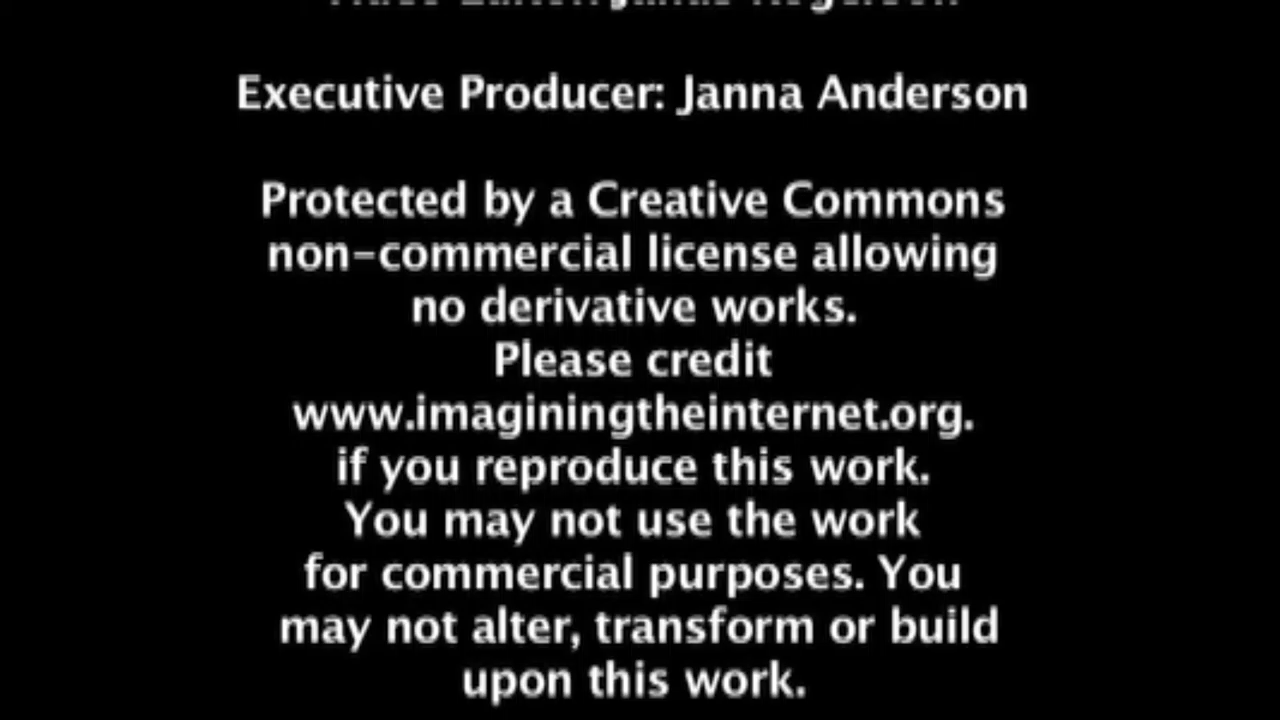 Executive Producer: Janna Anderson
Protected by a Creative Commons
non-commercial license allowing
no derivative works.
Please credit
www.imaginingtheinternet.org.
if you reproduce this work.
You may not use the work
for commercial purposes. You
may not alter, transform or build
upon this work.